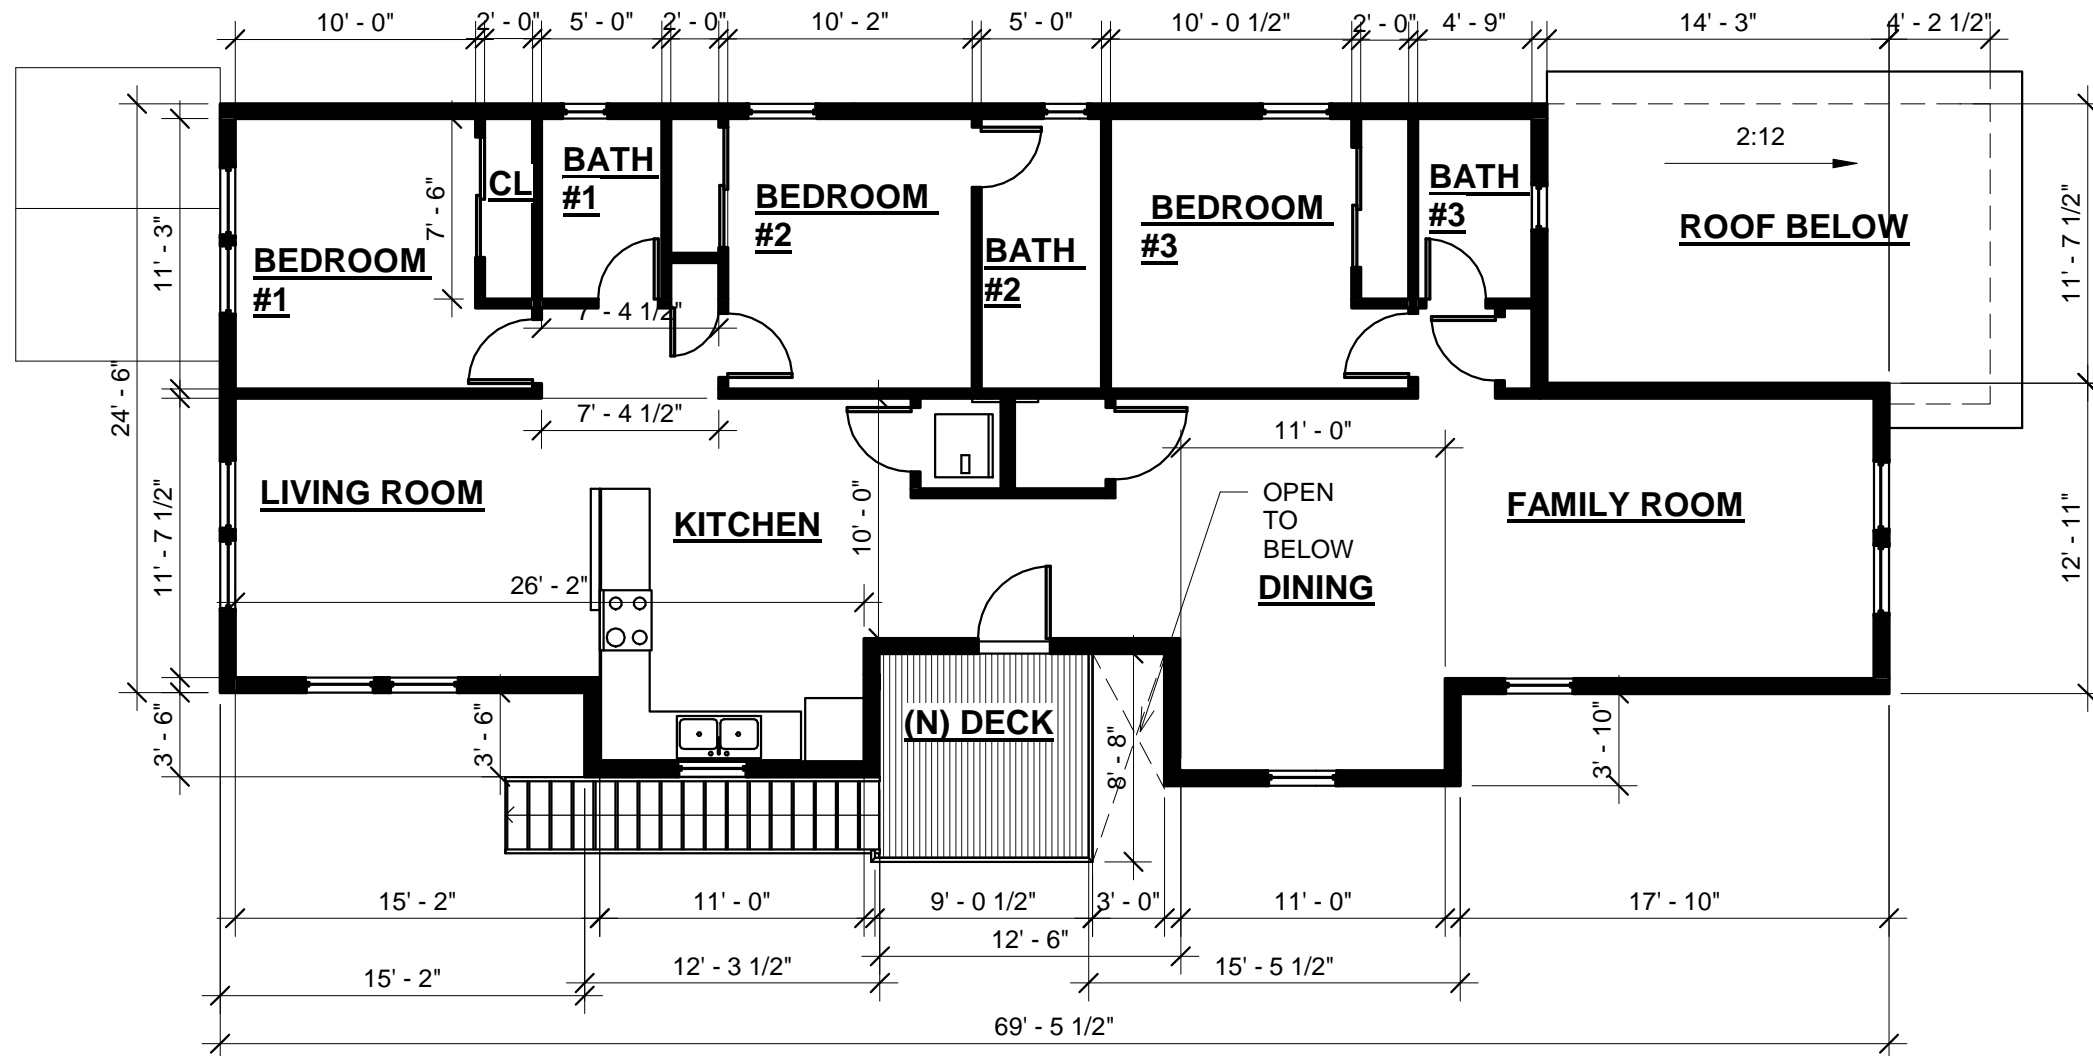 10' - 0"
2' - 0"
5' - 0"
2' - 0"
10' - 2"
5' - 0"
10' - 0 1/2"
2' - 0"
4' - 9"
14' - 3"
4' - 2 1/2"
2:12
BATH
#1
CL
BEDROOM
#2
BATH
#3
BEDROOM
#3
ROOF BELOW
7' - 6"
11' - 3"
BEDROOM
#1
BATH
#2
11' - 7 1/2"
7' - 4 1/2"
24' - 6"
7' - 4 1/2"
11' - 0"
LIVING ROOM
KITCHEN
10' - 0"
OPEN
TO
BELOW
DINING
FAMILY ROOM
11' - 7 1/2"
12' - 11"
26' - 2"
3' - 6"
3' - 6"
(N) DECK
8' - 8"
3' - 10"
15' - 2"
11' - 0"
9' - 0 1/2"
3' - 0"
11' - 0"
17' - 10"
12' - 6"
15' - 2"
12' - 3 1/2"
15' - 5 1/2"
69' - 5 1/2"